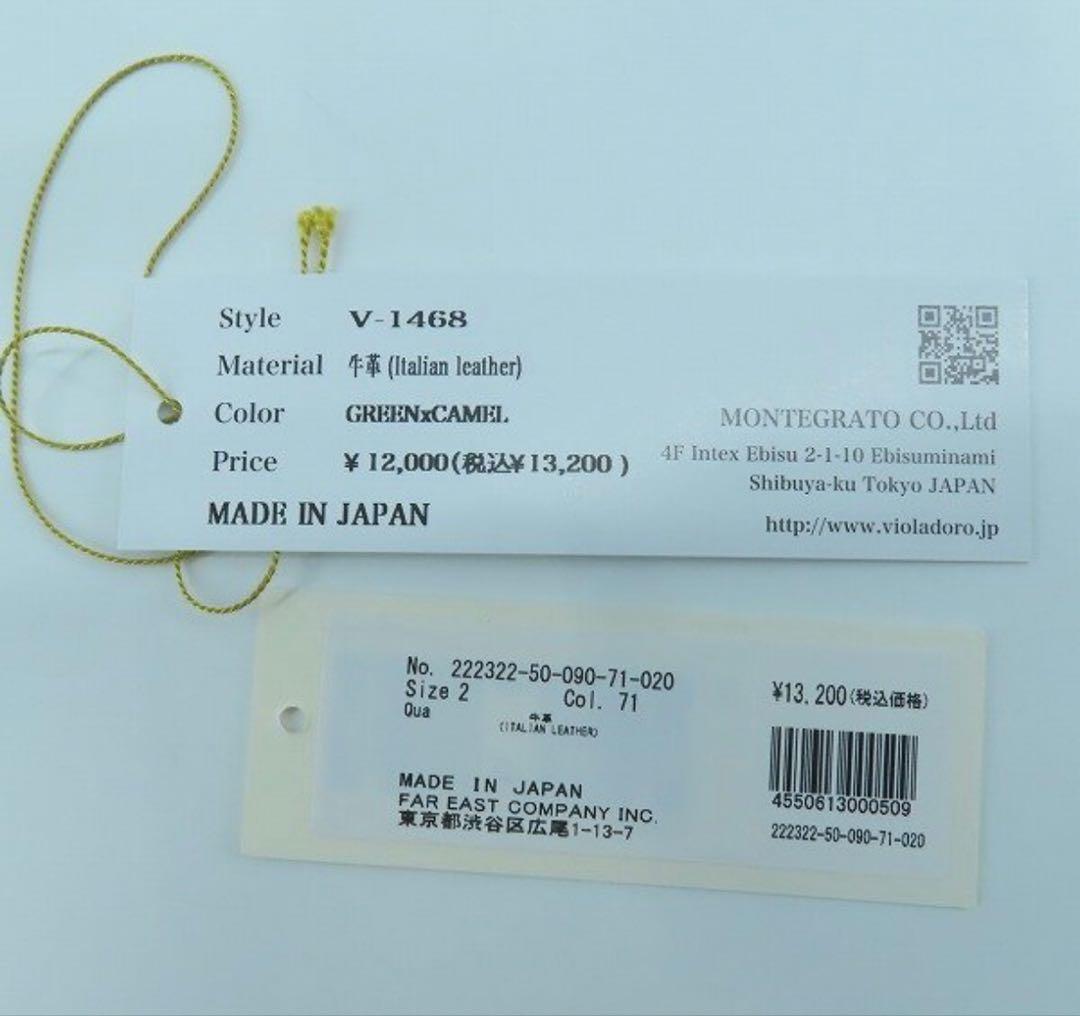 Style V-1468
Material 牛革 (Italian leather)
Color GREENxCAMEL
Price ¥ 12,000(税込¥13,200 )
MADE IN JAPAN
MONTEGRATO CO.,Ltd
4F Intex Ebisu 2-1-10 Ebisuminami
Shibuya-ku Tokyo JAPAN
http://www.violadoro.jp
No. 222322-50-090-71-020
Size 2 Col. 71
Qua 牛革
(ITALIAN LEATHER)
MADE IN JAPAN
FAR EAST COMPANY INC.
東京都渋谷区広尾1-13-7
¥13,200(税込価格)
4550613000509
222322-50-090-71-020